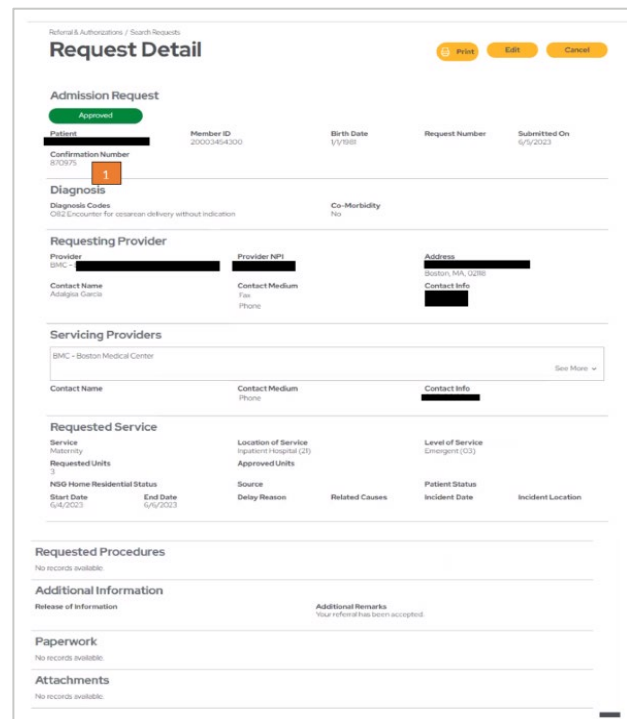 Referral & Authorizations / Search Requests
Request Detail
Print Edit Cancel
Admission Request
Approved
Patient Member ID Birth Date Request Number Submitted On
20003454300 1/1/1981 6/5/2023
Confirmation Number
870975
1
Diagnosis
Diagnosis Codes Co-Morbidity
O82 Encounter for cesarean delivery without indication No
Requesting Provider
Provider Provider NPI Address
BMC -
Boston, MA, 02118
Contact Name Contact Medium Contact Info
Adalgisa Garcia Fax
Phone
Servicing Providers
BMC - Boston Medical Center
See More
Contact Name Contact Medium Contact Info
Phone
Requested Service
Service Location of Service Level of Service
Maternity Inpatient Hospital (21) Emergent (03)
Requested Units Approved Units
3
NSG Home Residential Status Source Patient Status
Start Date End Date Delay Reason Related Causes Incident Date Incident Location
6/4/2023 6/6/2023
Requested Procedures
No records available.
Additional Information
Release of Information Additional Remarks
Your referral has been accepted.
Paperwork
No records available.
Attachments
No records available.